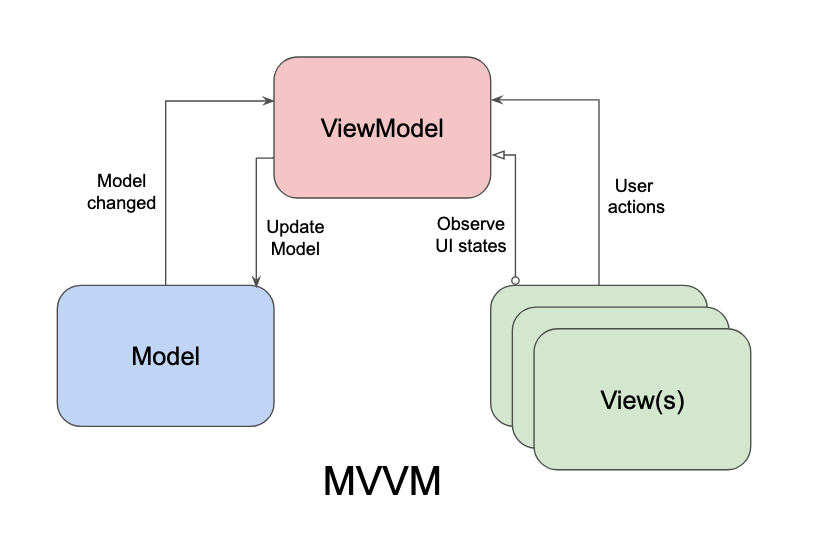 ViewModel
Model
changed
Update
Model
Observe
UI states
User
actions
Model
View(s)
MVVM